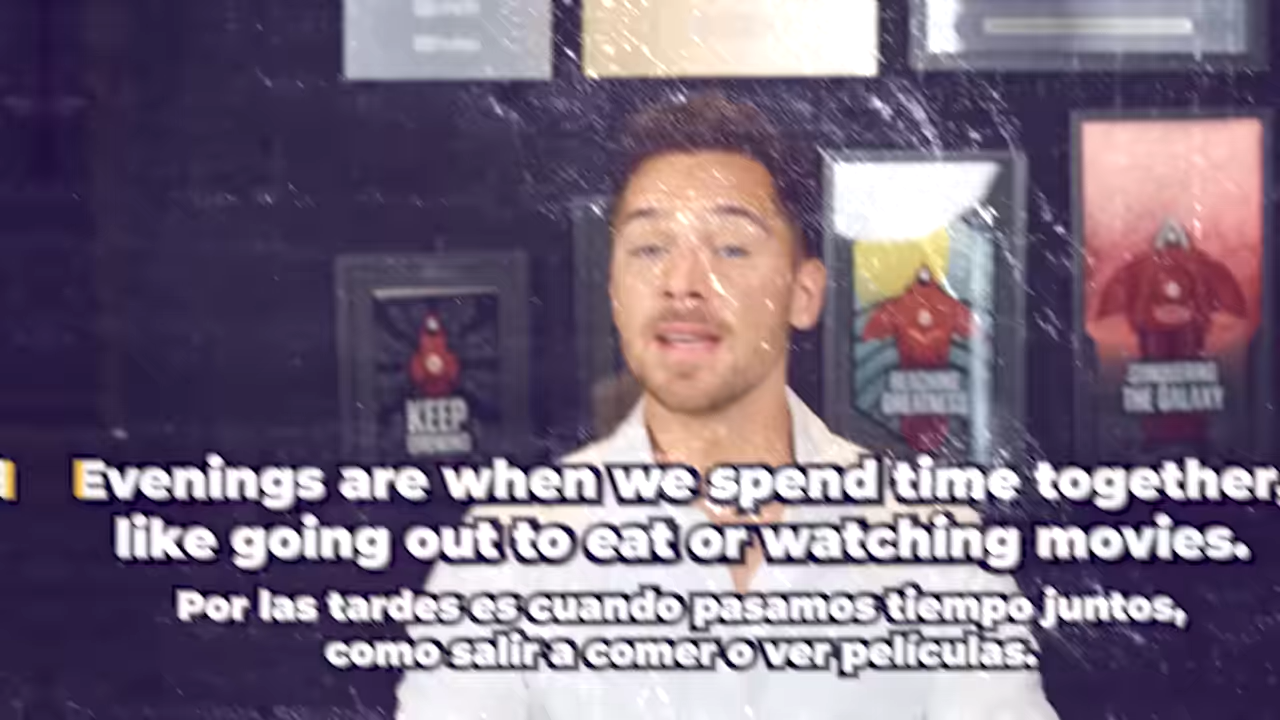 KEEP
REACHING
GREATNESS
CONQUERING
THE GALAXY
Evenings are when we spend time together,
like going out to eat or watching movies.
Por las tardes es cuando pasamos tiempo juntos,
como salir a comer o ver películas.